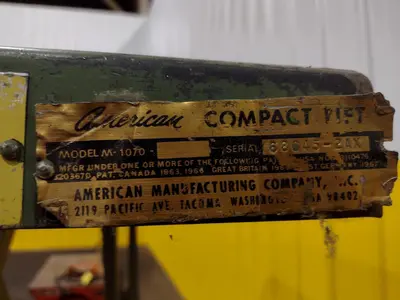 American COMPACT LIFT
MODEL M-1070 (SERIAL
MFGR UNDER ONE OR MORE OF THE FOLLOWING
PAT. CANADA 1963, 1966 GREAT BRITAIN
AMERICAN MANUFACTURING COMPANY,
2119 PACIFIC AVE. TACOMA WASHINGTON 98402